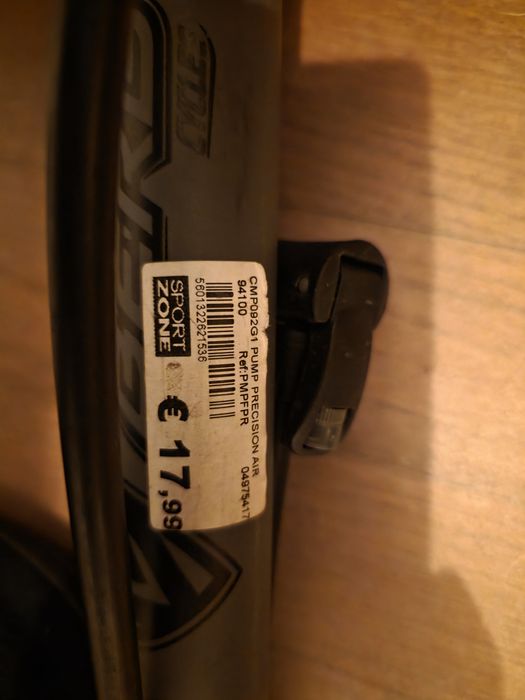 CMP092G1 PUMP PRECISION AIR
94100 Ref:PMPFPR 04975417
5601322621536
SPORT
ZONE
€ 17,99